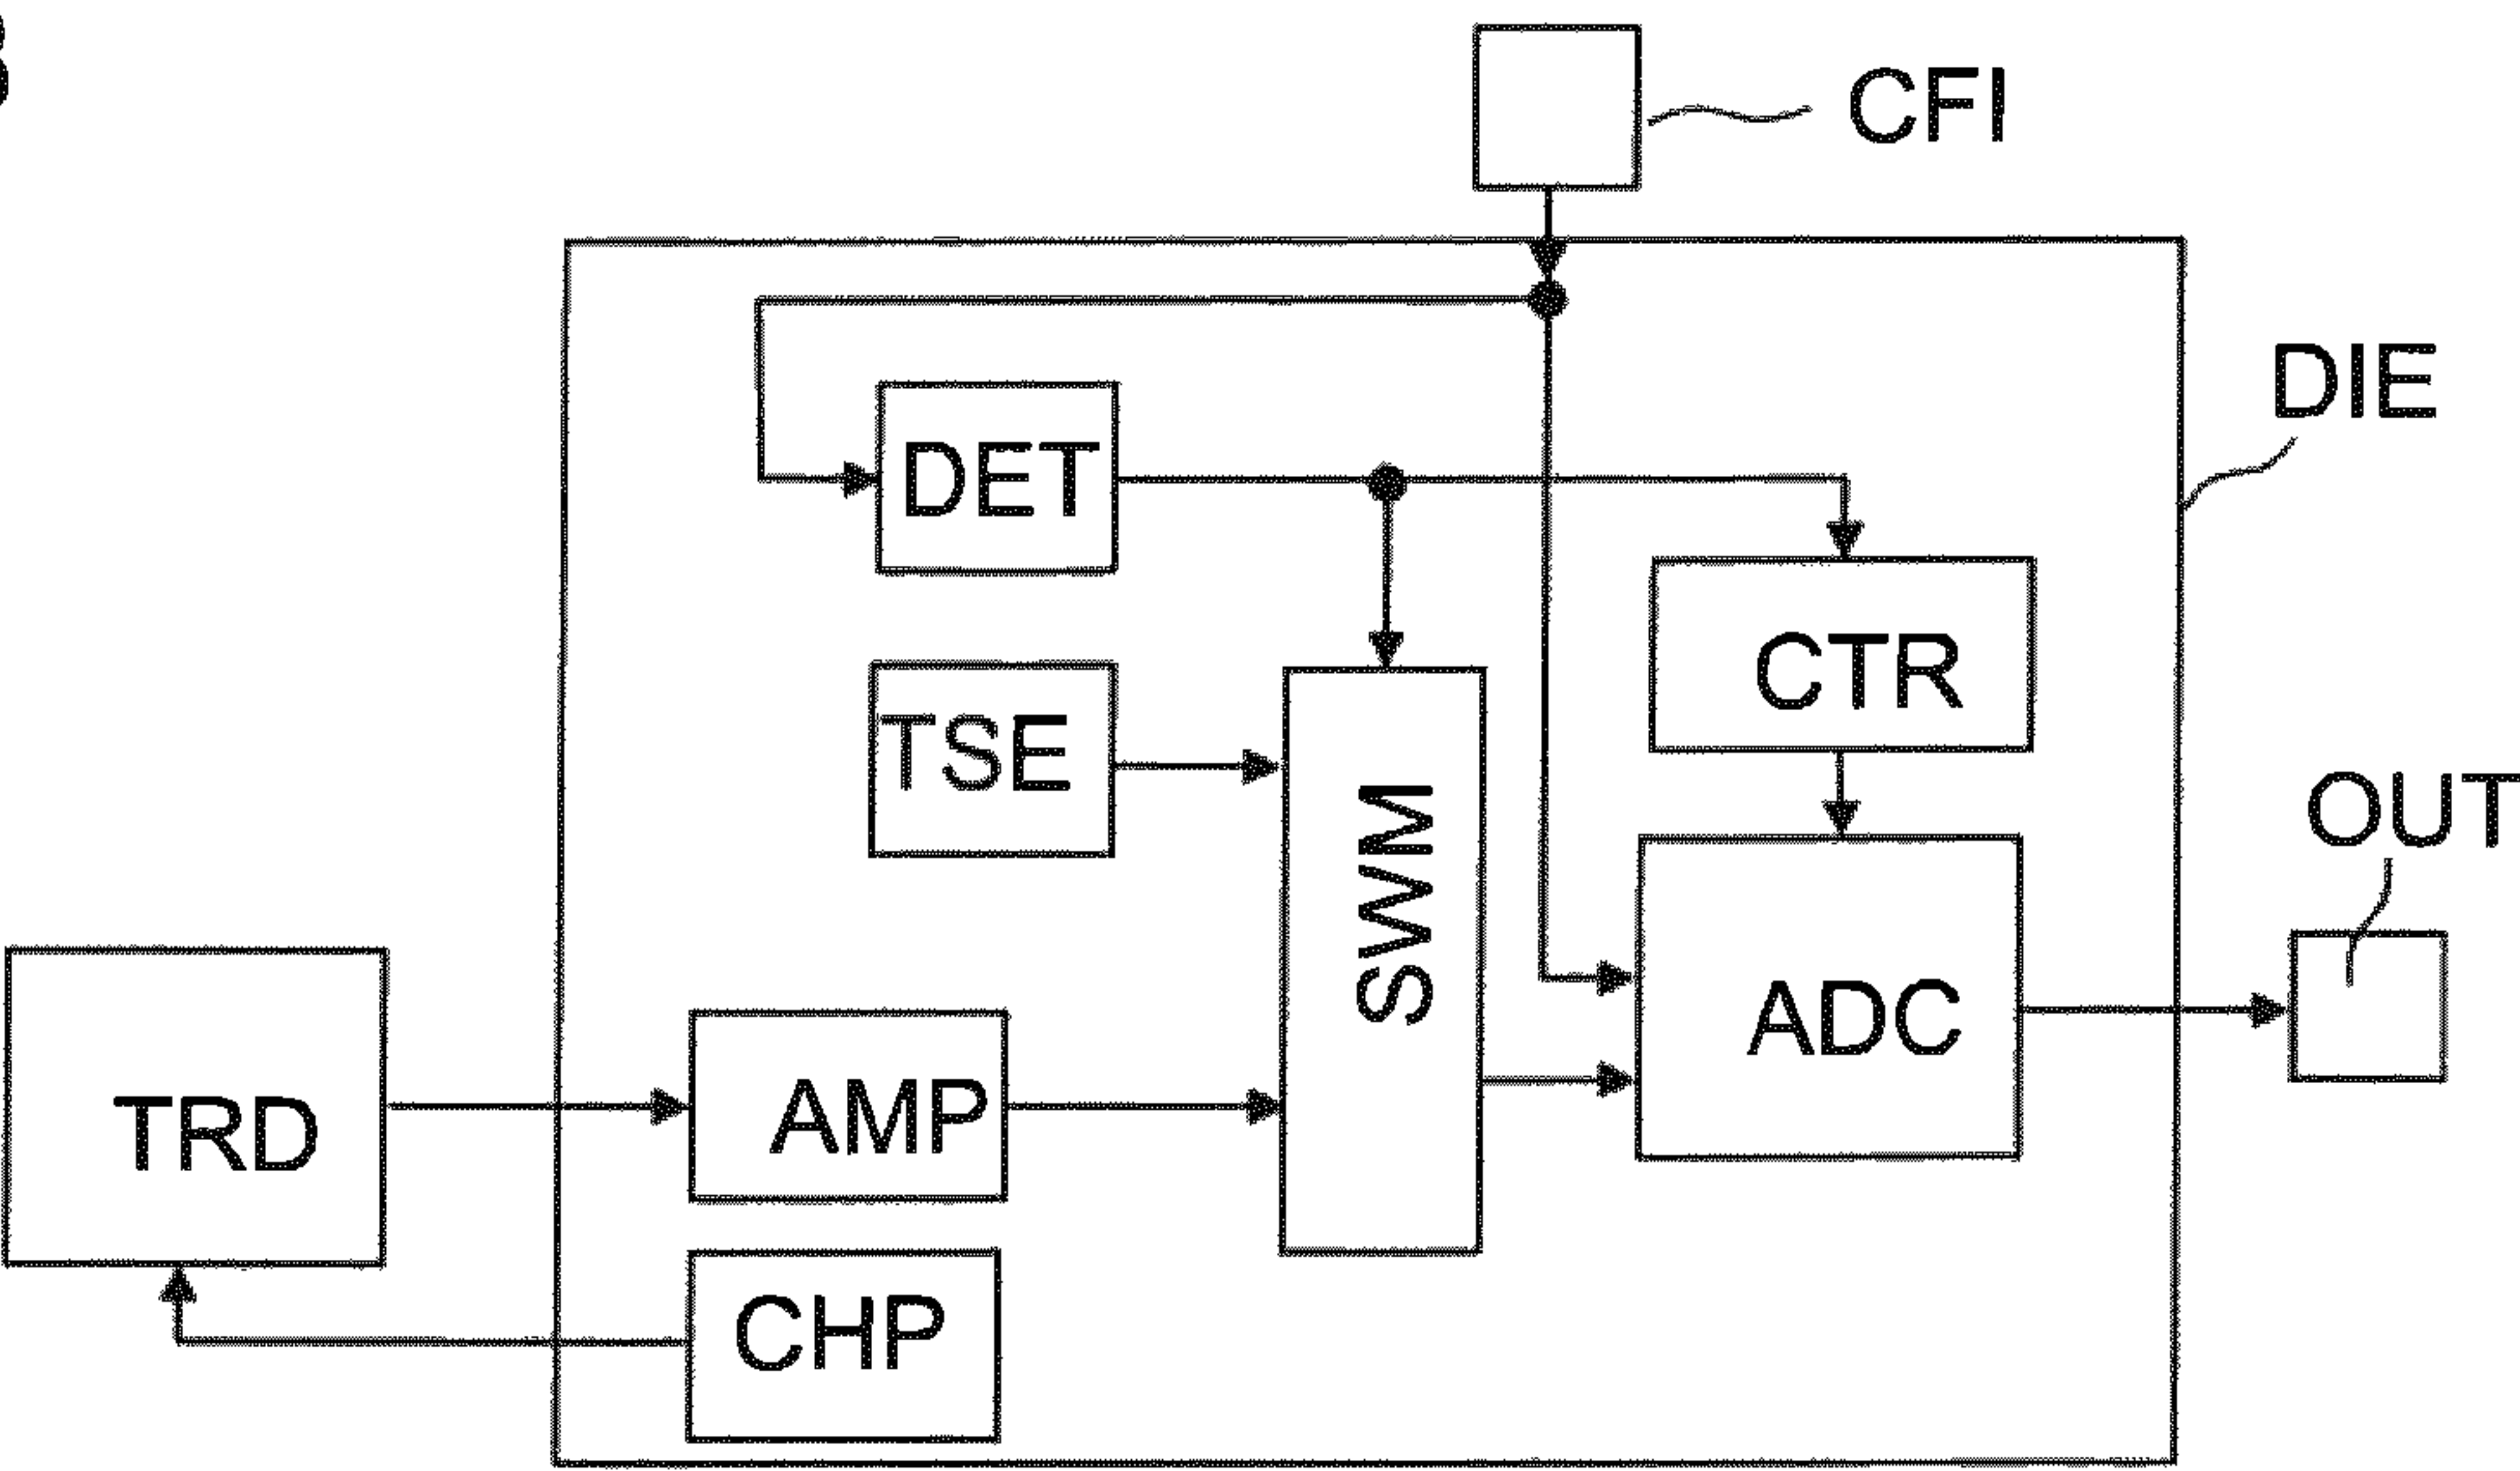 CFI
DIE
DET
CTR
TSE
SWM
OUT
ADC
TRD
AMP
CHP